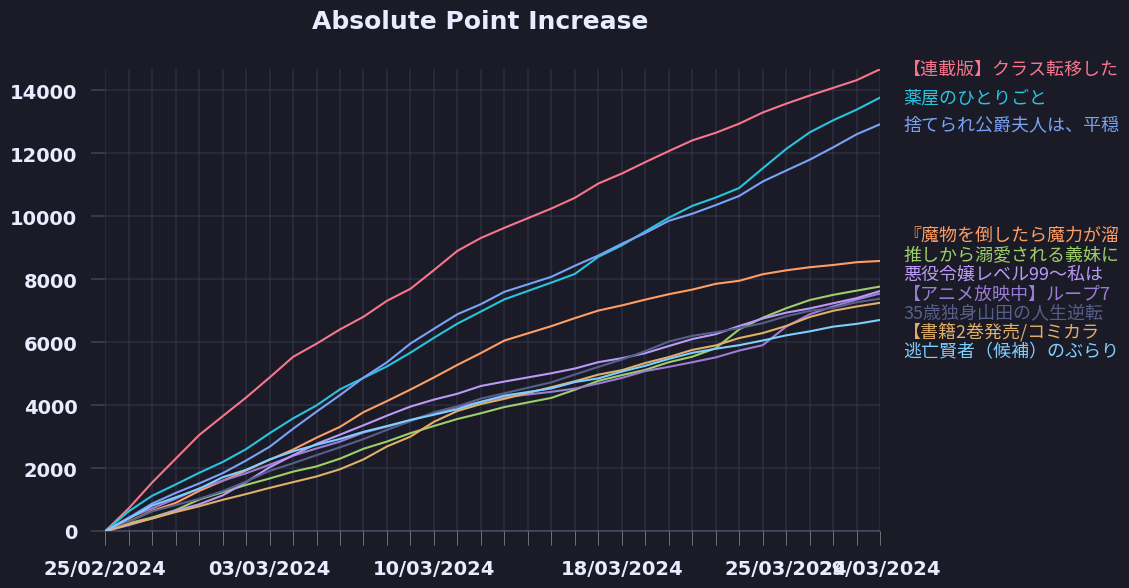 Absolute Point Increase
14000
12000
10000
8000
6000
4000
2000
0
【連載版】クラス転移した
薬屋のひとりごと
捨てられ公爵夫人は、平穏
『魔物を倒したら魔力が溜
推しから溺愛される義妹に
悪役令嬢レベル99～私は
【アニメ放映中】ループ7
35歳独身山田の人生逆転
【書籍2巻発売/コミカラ
逃亡賢者（候補）のぶらり
25/02/2024
03/03/2024
10/03/2024
18/03/2024
25/03/2024